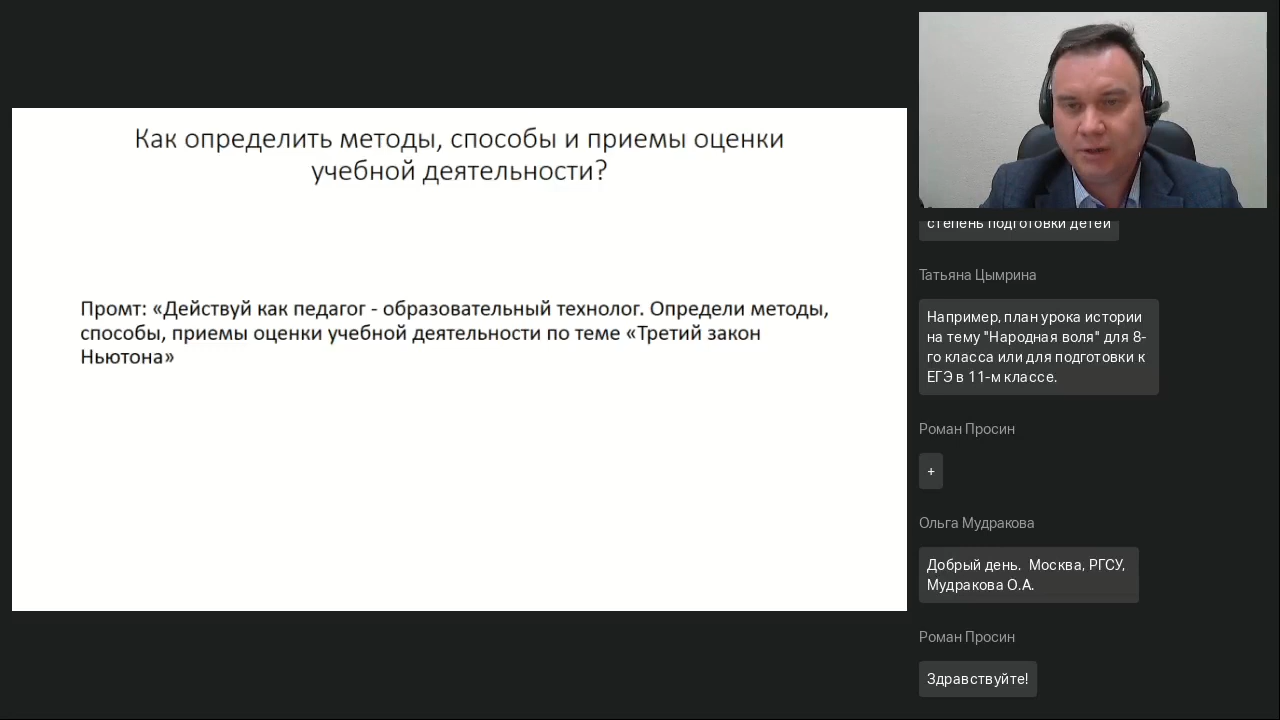 Как определить методы, способы и приемы оценки
учебной деятельности?
Промт: «Действуй как педагог - образовательный технолог. Определи методы,
способы, приемы оценки учебной деятельности по теме «Третий закон
Ньютона»
степень подготовки детей
Татьяна Цымрина
Например, план урока истории
на тему "Народная воля" для 8-
го класса или для подготовки к
ЕГЭ в 11-м классе.
Роман Просин
+
Ольга Мудракова
Добрый день.  Москва, РГСУ,
Мудракова О.А.
Роман Просин
Здравствуйте!